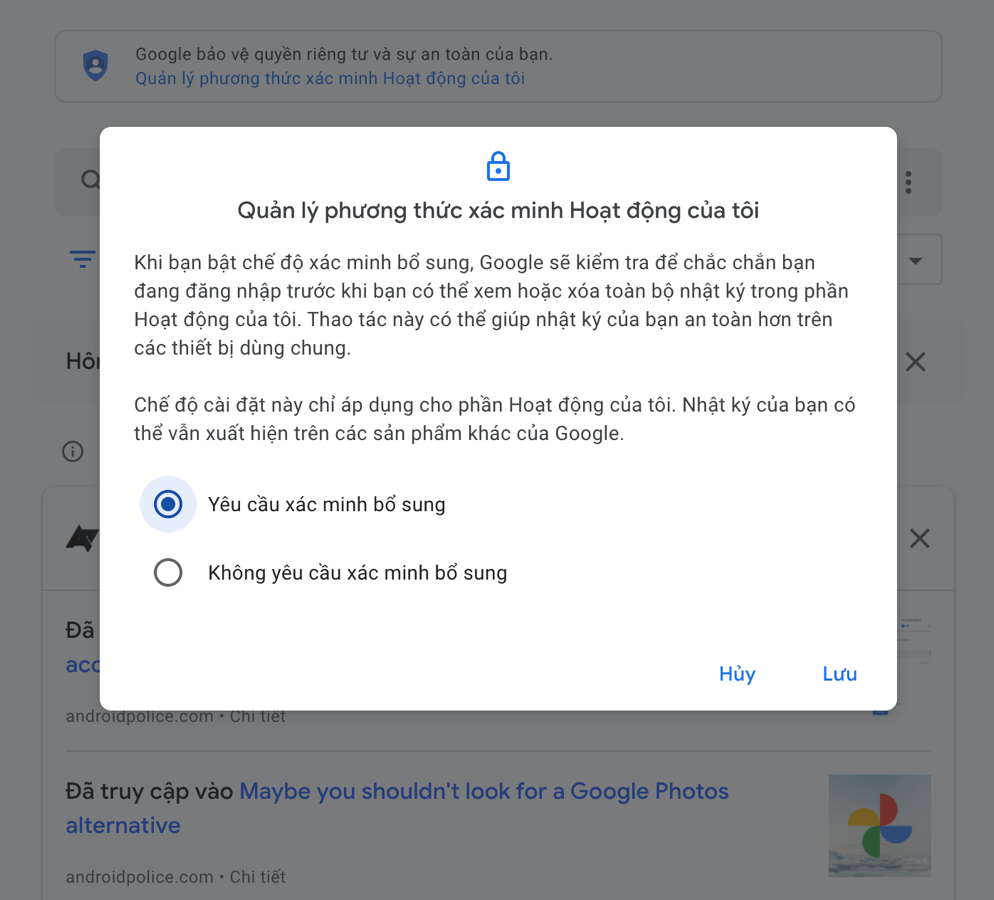 Google bảo vệ quyền riêng tư và sự an toàn của bạn.
Quản lý phương thức xác minh Hoạt động của tôi
Quản lý phương thức xác minh Hoạt động của tôi
Khi bạn bật chế độ xác minh bổ sung, Google sẽ kiểm tra để chắc chắn bạn
đang đăng nhập trước khi bạn có thể xem hoặc xóa toàn bộ nhật ký trong phần
Hoạt động của tôi. Thao tác này có thể giúp nhật ký của bạn an toàn hơn trên
các thiết bị dùng chung.
Chế độ cài đặt này chỉ áp dụng cho phần Hoạt động của tôi. Nhật ký của bạn có
thể vẫn xuất hiện trên các sản phẩm khác của Google.
Yêu cầu xác minh bổ sung
Không yêu cầu xác minh bổ sung
Hủy
Lưu
Đã
androidpolice.com • Chi tiết
Đã truy cập vào Maybe you shouldn't look for a Google Photos
alternative
androidpolice.com • Chi tiết